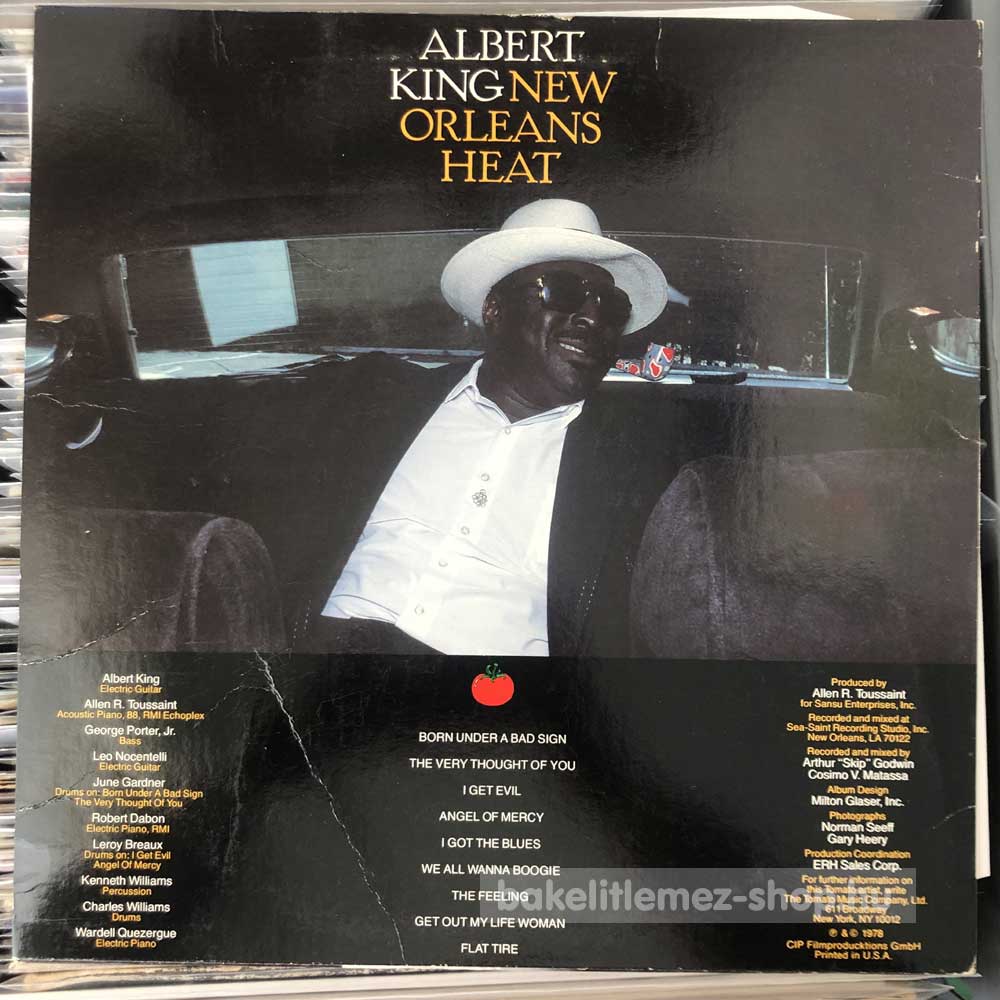 ALBERT
KING NEW
ORLEANS
HEAT
Albert King
Electric Guitar
Allen R. Toussaint
Acoustic Piano, 88, RMI Echoplex
George Porter, Jr.
Bass
Leo Nocentelli
Electric Guitar
June Gardner
Drums on: Born Under A Bad Sign
The Very Thought Of You
Robert Dabon
Electric Piano, RMI
Leroy Breaux
Drums on: I Get Evil
Angel Of Mercy
Kenneth Williams
Percussion
Charles Williams
Drums
Wardell Quezergue
Electric Piano
BORN UNDER A BAD SIGN
THE VERY THOUGHT OF YOU
I GET EVIL
ANGEL OF MERCY
I GOT THE BLUES
WE ALL WANNA BOOGIE
THE FEELING
GET OUT MY LIFE WOMAN
FLAT TIRE
Produced by
Allen R. Toussaint
for Sansu Enterprises, Inc.
Recorded and mixed at
Sea-Saint Recording Studio, Inc.
New Orleans, LA 70122
Recorded and mixed by
Arthur "Skip" Godwin
Cosimo V. Matassa
Album Design
Milton Glaser, Inc.
Photographs
Norman Seeff
Gary Heery
Production Coordination
ERH Sales Corp.
For further information on
this Tomato artist, write
The Tomato Music Company, Ltd.
611 Broadway
New York, NY 10012
℗ & © 1978
CIP Filmproducktions GmbH
Printed in U.S.A.